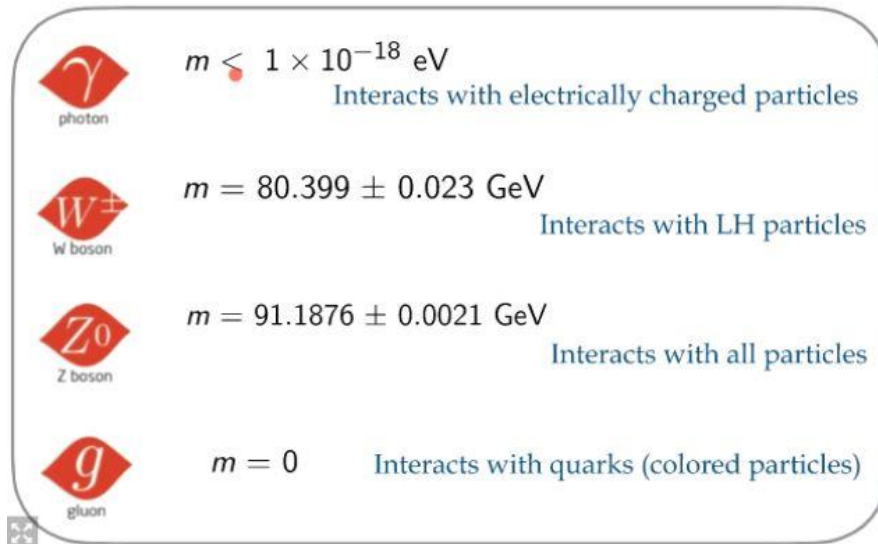 γ
m < 1 × 10⁻¹⁸ eV
Interacts with electrically charged particles
photon
W±
m = 80.399 ± 0.023 GeV
Interacts with LH particles
W boson
Z0
m = 91.1876 ± 0.0021 GeV
Interacts with all particles
Z boson
g
m = 0 Interacts with quarks (colored particles)
gluon